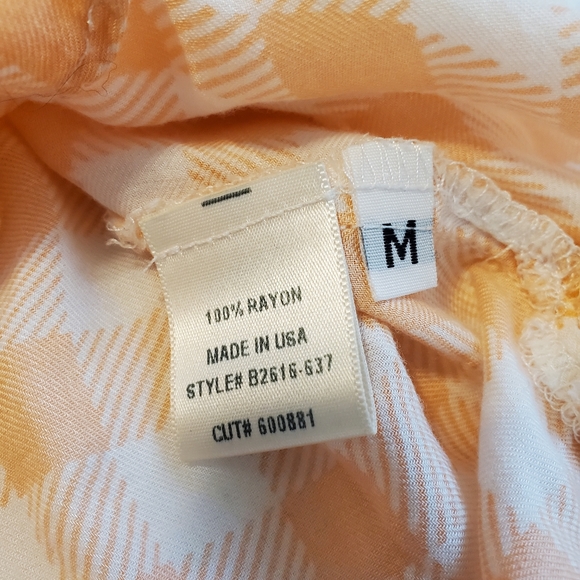 100% RAYON
MADE IN USA
STYLE# B2616-637
CUT# 600881
M